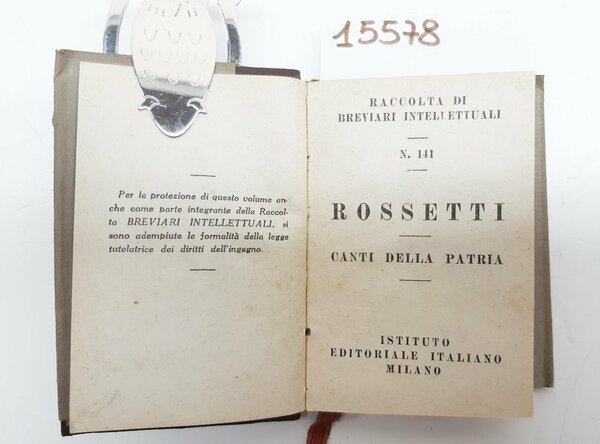 15578
Per la protezione di questo volume an-
che come parte integrante della Raccol-
ta BREVIARI INTELLETTUALI, si
sono adempiute le formalità della legge
tutelatrice dei diritti dell'ingegno.
RACCOLTA DI
BREVIARI INTELLETTUALI
N. 141
ROSSETTI
CANTI DELLA PATRIA
ISTITUTO
EDITORIALE ITALIANO
MILANO